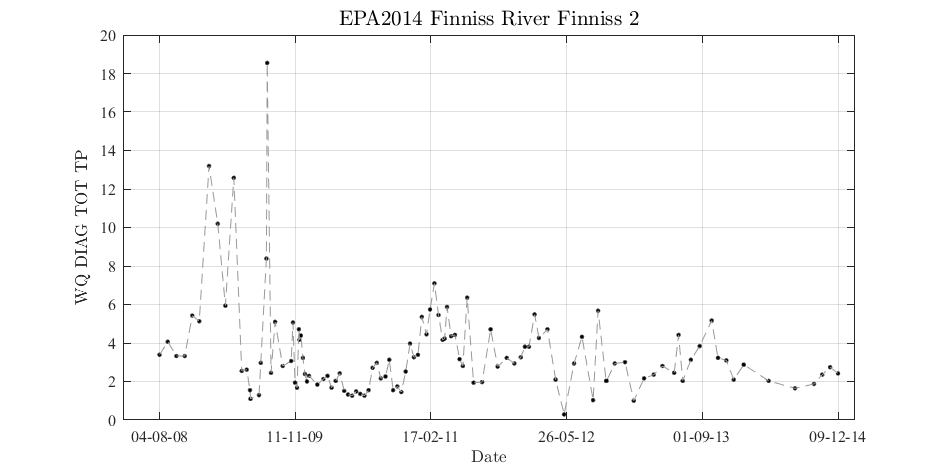 EPA2014 Finniss River Finniss 2
20
18
16
14
12
10
8
6
4
2
0
WQ DIAG TOT TP
04-08-08 11-11-09 17-02-11 26-05-12 01-09-13 09-12-14
Date